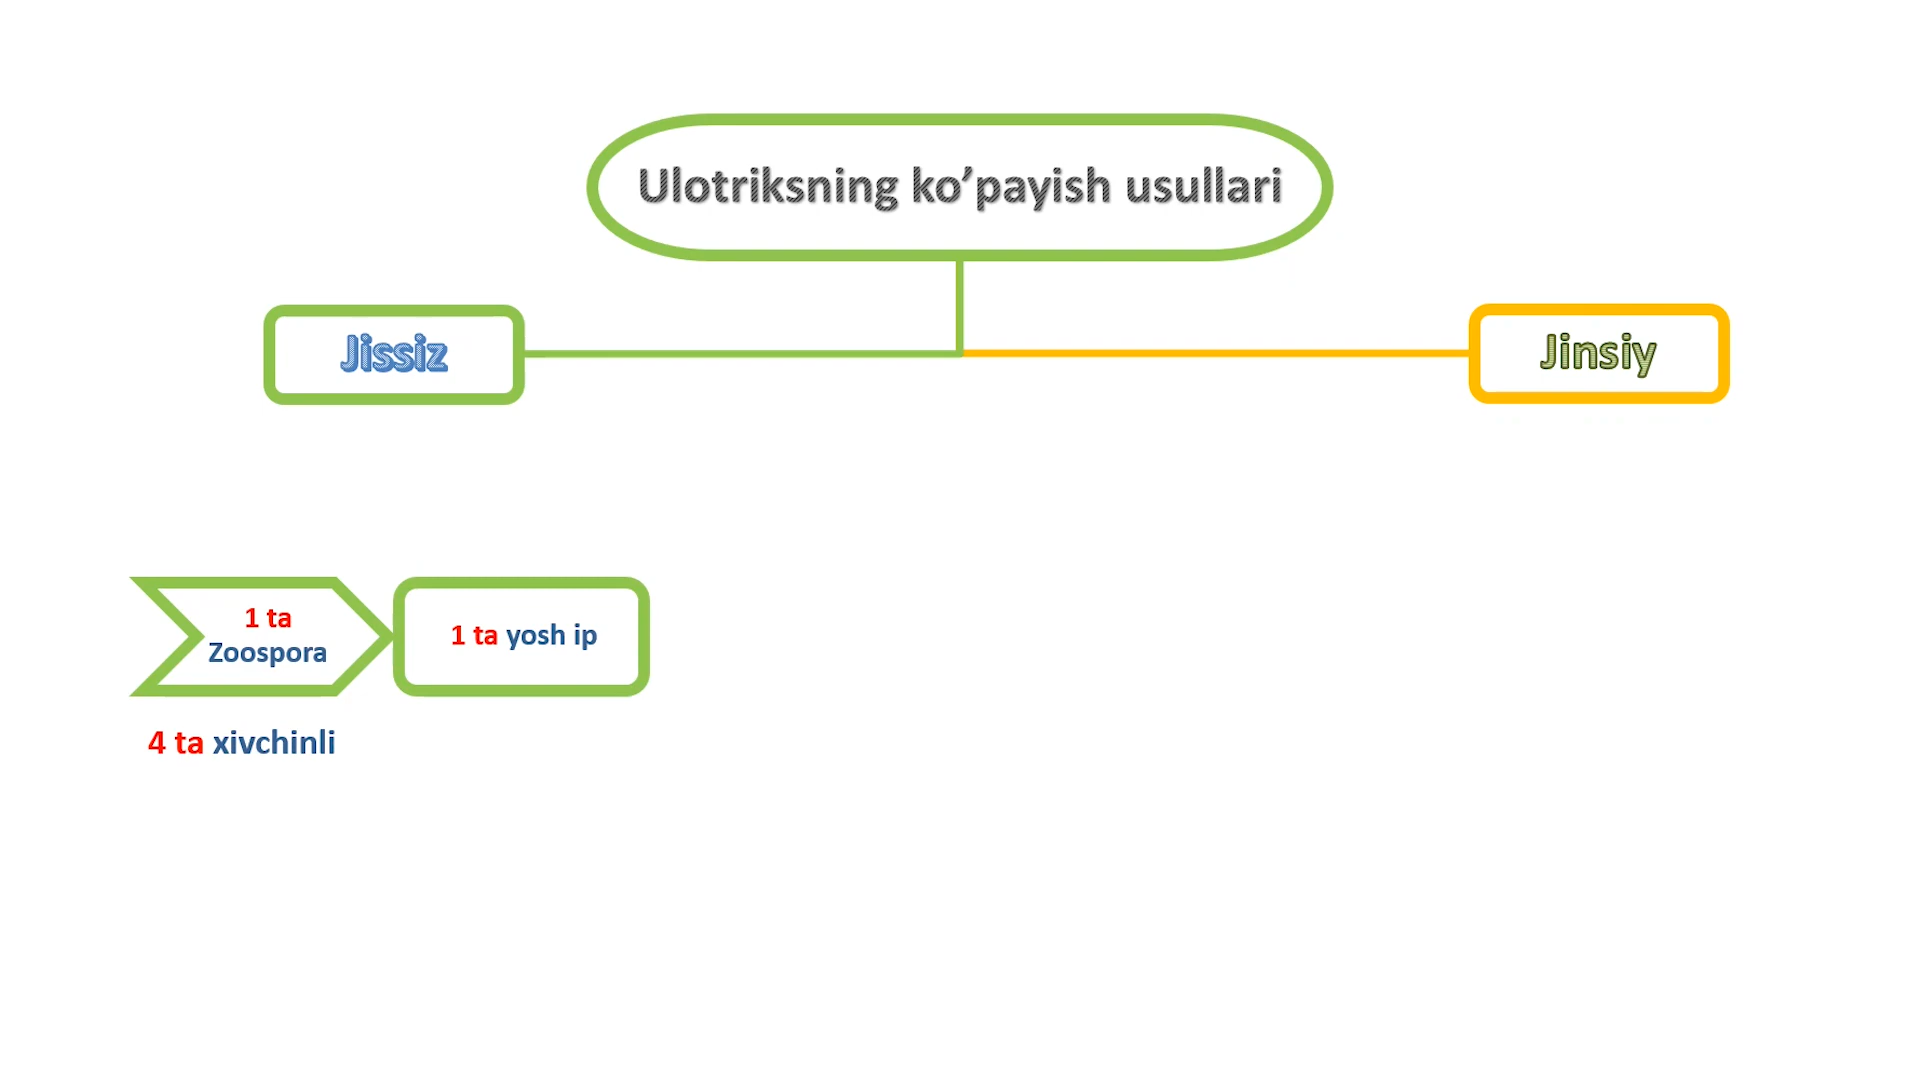 Ulotriksning ko’payish usullari
Jissiz
Jinsiy
1 ta
Zoospora
1 ta yosh ip
4 ta xivchinli